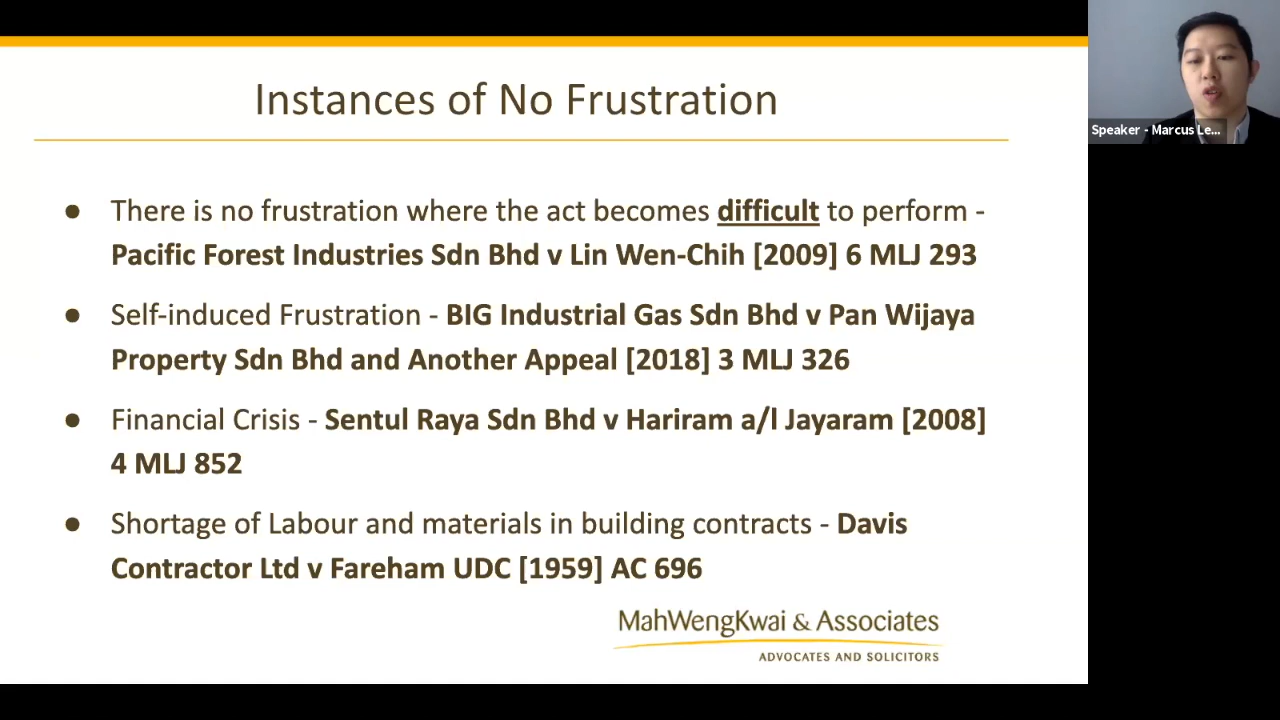 Instances of No Frustration
Speaker - Marcus Le...
● There is no frustration where the act becomes difficult to perform -
Pacific Forest Industries Sdn Bhd v Lin Wen-Chih [2009] 6 MLJ 293
● Self-induced Frustration - BIG Industrial Gas Sdn Bhd v Pan Wijaya
Property Sdn Bhd and Another Appeal [2018] 3 MLJ 326
● Financial Crisis - Sentul Raya Sdn Bhd v Hariram a/l Jayaram [2008]
4 MLJ 852
● Shortage of Labour and materials in building contracts - Davis
Contractor Ltd v Fareham UDC [1959] AC 696
MahWengKwai & Associates
ADVOCATES AND SOLICITORS